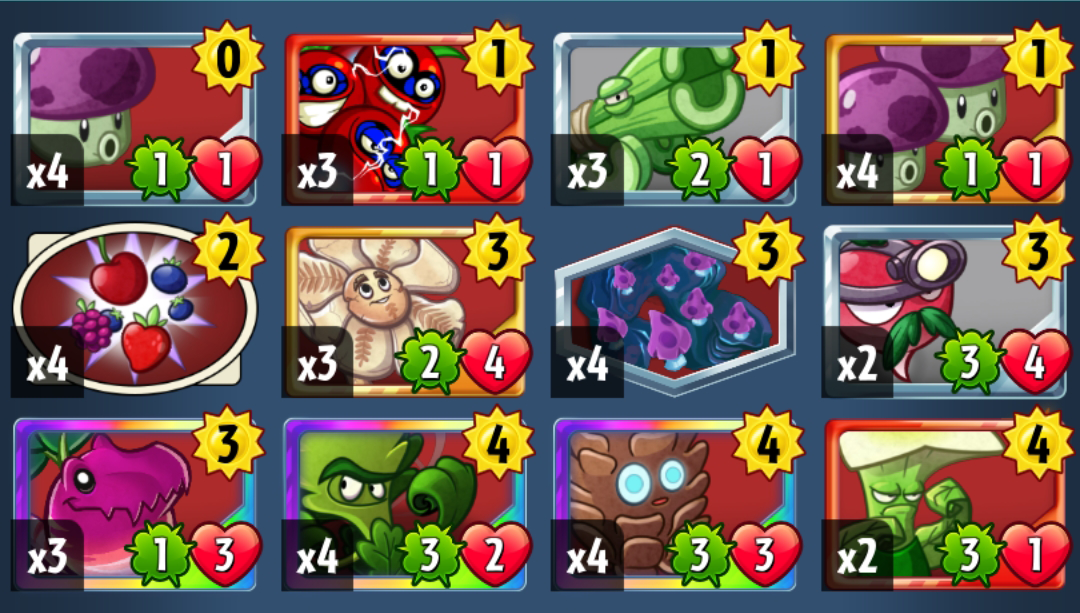 0 1 1 1
x4 1 1 x3 1 1 x3 2 1 x4 1 1
2 3 3 3
x4 x3 2 4 x4 x2 3 4
3 4 4 4
x3 1 3 x4 3 2 x4 3 3 x2 3 1